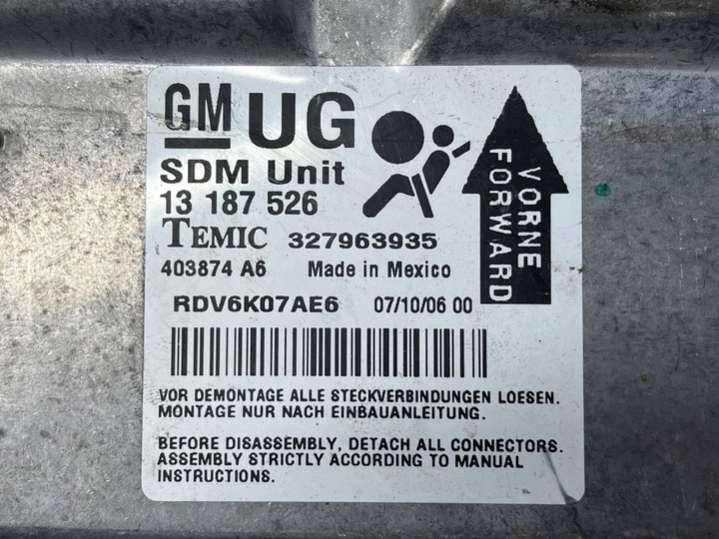 GM UG
SDM Unit
13 187 526
TEMIC 327963935
403874 A6 Made in Mexico
RDV6K07AE6 07/10/06 00
VORNE
FORWARD
VOR DEMONTAGE ALLE STECKVERBINDUNGEN LOESEN.
MONTAGE NUR NACH EINBAUANLEITUNG.
BEFORE DISASSEMBLY, DETACH ALL CONNECTORS.
ASSEMBLY STRICTLY ACCORDING TO MANUAL
INSTRUCTIONS.